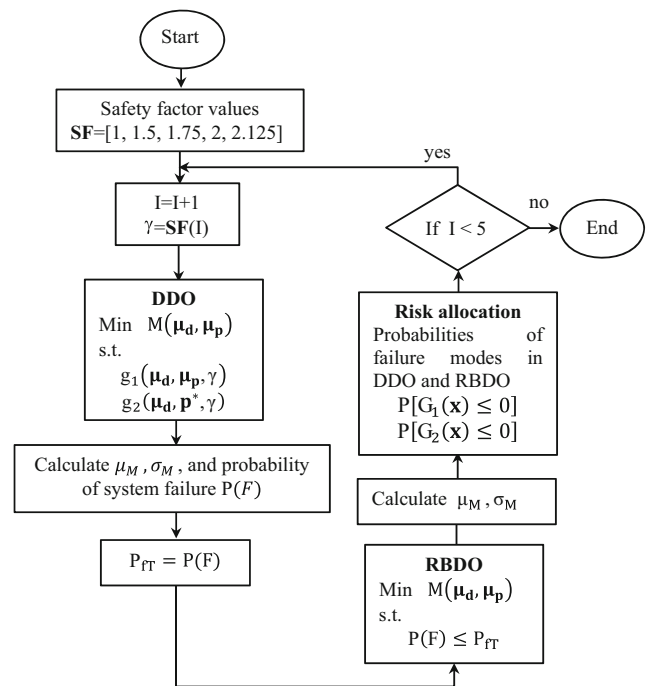 Start
Safety factor values
SF=[1, 1.5, 1.75, 2, 2.125]
I=I+1
γ=SF(I)
DDO
Min M(μd, μp)
s.t.
g1(μd, μp, γ)
g2(μd, p*, γ)
Calculate μM, σM, and probability
of system failure P(F)
PfT = P(F)
RBDO
Min M(μd, μp)
s.t.
P(F) ≤ PfT
Calculate μM, σM
Risk allocation
Probabilities of
failure modes in
DDO and RBDO
P[G1(x) ≤ 0]
P[G2(x) ≤ 0]
If I < 5
yes
no
End